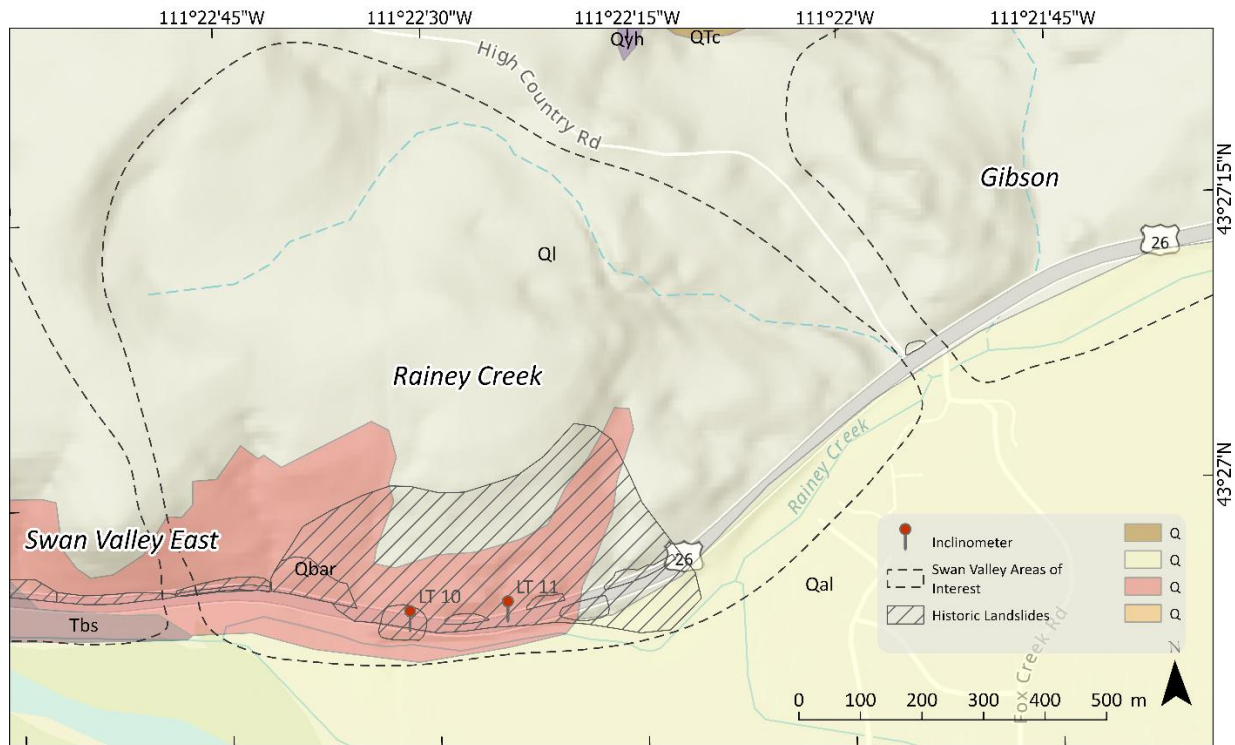 111°22'45"W
111°22'30"W
111°22'15"W
111°22'W
111°21'45"W
Qyh
QTc
High Country Rd
43°27'15"N
Gibson
26
Ql
Rainey Creek
Rainey Creek
43°27'N
Swan Valley East
Qbar
26
LT 10
LT 11
Tbs
Qal
Inclinometer
Swan Valley Areas of
Interest
Historic Landslides
Q
Q
Q
Q
Fox Creek Rd
N
0 100 200 300 400 500 m